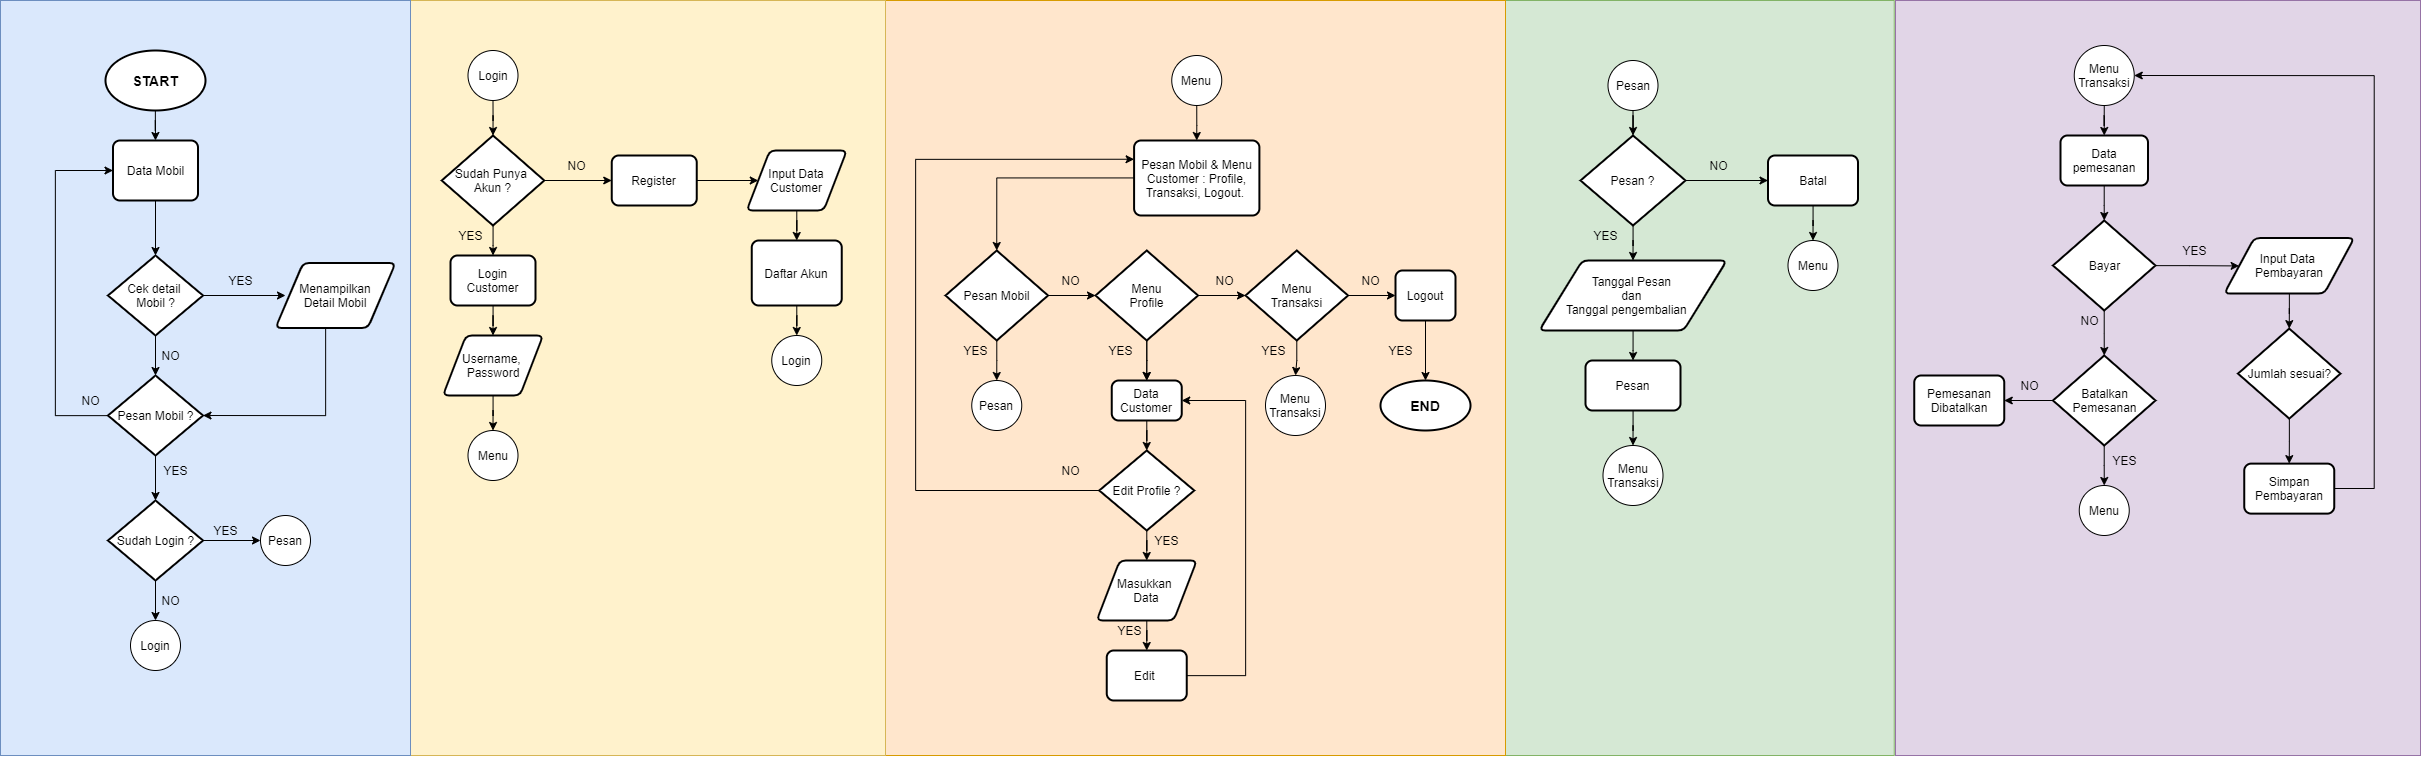 START
Data Mobil
Cek detail
Mobil ?
YES
Menampilkan
Detail Mobil
NO
Pesan Mobil ?
NO
YES
Sudah Login ?
YES
Pesan
NO
Login
Login
Sudah Punya
Akun ?
NO
Register
Input Data
Customer
YES
Login
Customer
Daftar Akun
Username,
Password
Login
Menu
Menu
Pesan Mobil & Menu
Customer : Profile,
Transaksi, Logout.
Pesan Mobil
NO
Menu
Profile
NO
Menu
Transaksi
NO
Logout
YES
YES
YES
YES
Pesan
Data
Customer
Menu
Transaksi
END
NO
Edit Profile ?
YES
Masukkan
Data
YES
Edit
Pesan
Pesan ?
NO
Batal
YES
Menu
Tanggal Pesan
dan
Tanggal pengembalian
Pesan
Menu
Transaksi
Menu
Transaksi
Data
pemesanan
Bayar
YES
Input Data
Pembayaran
NO
Jumlah sesuai?
Batalkan
Pemesanan
NO
Pemesanan
Dibatalkan
YES
Menu
Simpan
Pembayaran